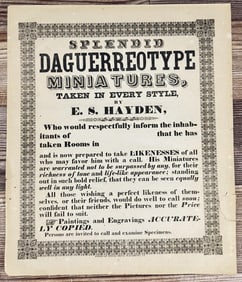 SPLENDID
DAGUERREOTYPE
MINIATURES,
TAKEN IN EVERY STYLE,
BY
E. S. HAYDEN,
Who would respectfully inform the inhab-
itants of that he has
taken Rooms in
and is now prepared to take LIKENESSES of all
who may favor him with a call. His Miniatures
are warranted not to be surpassed by any, for their
richness of tone and life-like appearance; standing
out in such bold relief, that they can be seen equally
well in any light.
All those wishing a perfect likeness of them-
selves, or their friends, would do well to call soon;
confident that neither the Pictures nor the Price
will fail to suit.
☞ Paintings and Engravings ACCURATE-
LY COPIED.
Persons are invited to call and examine Specimens.